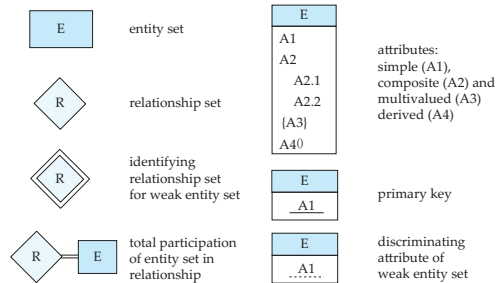 E
entity set
R
relationship set
R
identifying
relationship set
for weak entity set
R
E
total participation
of entity set in
relationship
E
A1
A2
A2.1
A2.2
{A3}
A4()
attributes:
simple (A1),
composite (A2) and
multivalued (A3)
derived (A4)
E
A1
primary key
E
A1
discriminating
attribute of
weak entity set